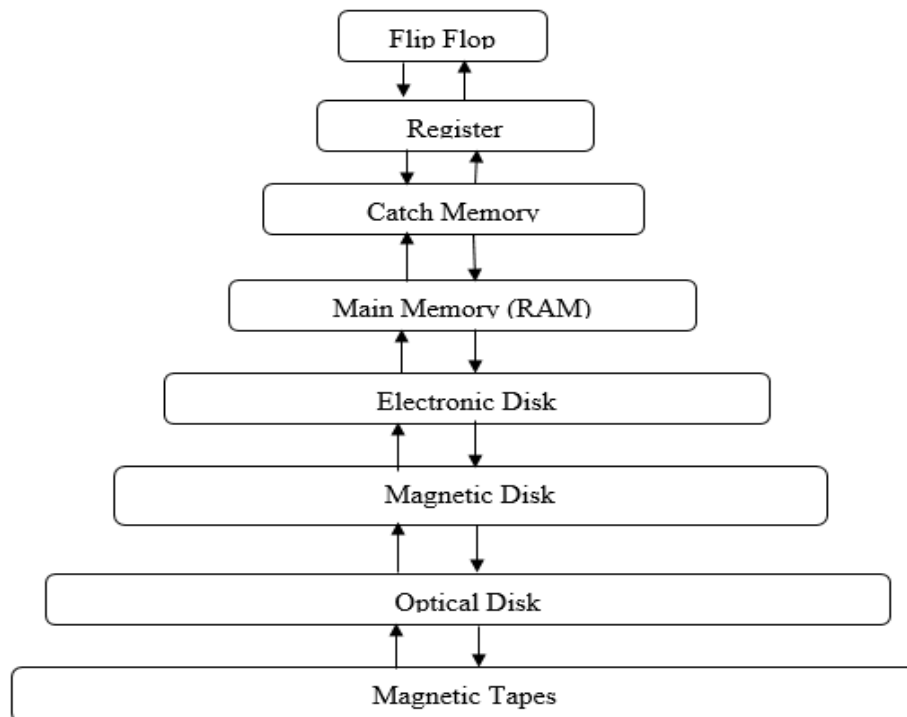 Flip Flop
Register
Catch Memory
Main Memory (RAM)
Electronic Disk
Magnetic Disk
Optical Disk
Magnetic Tapes